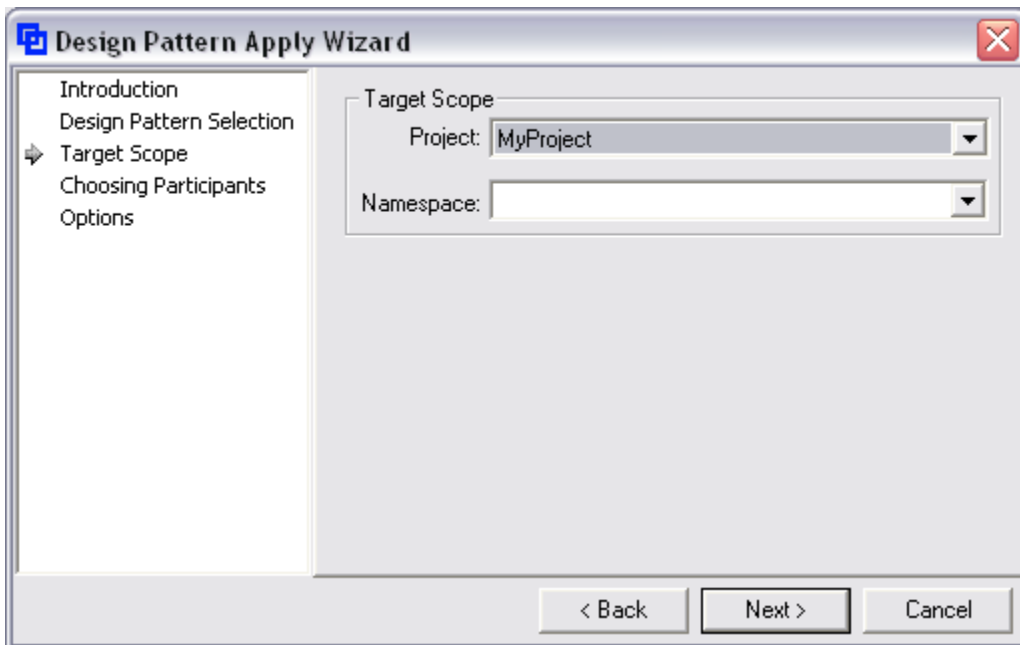 Design Pattern Apply Wizard
Introduction
Design Pattern Selection
Target Scope
Choosing Participants
Options
Target Scope
Project: MyProject
Namespace:
< Back Next > Cancel